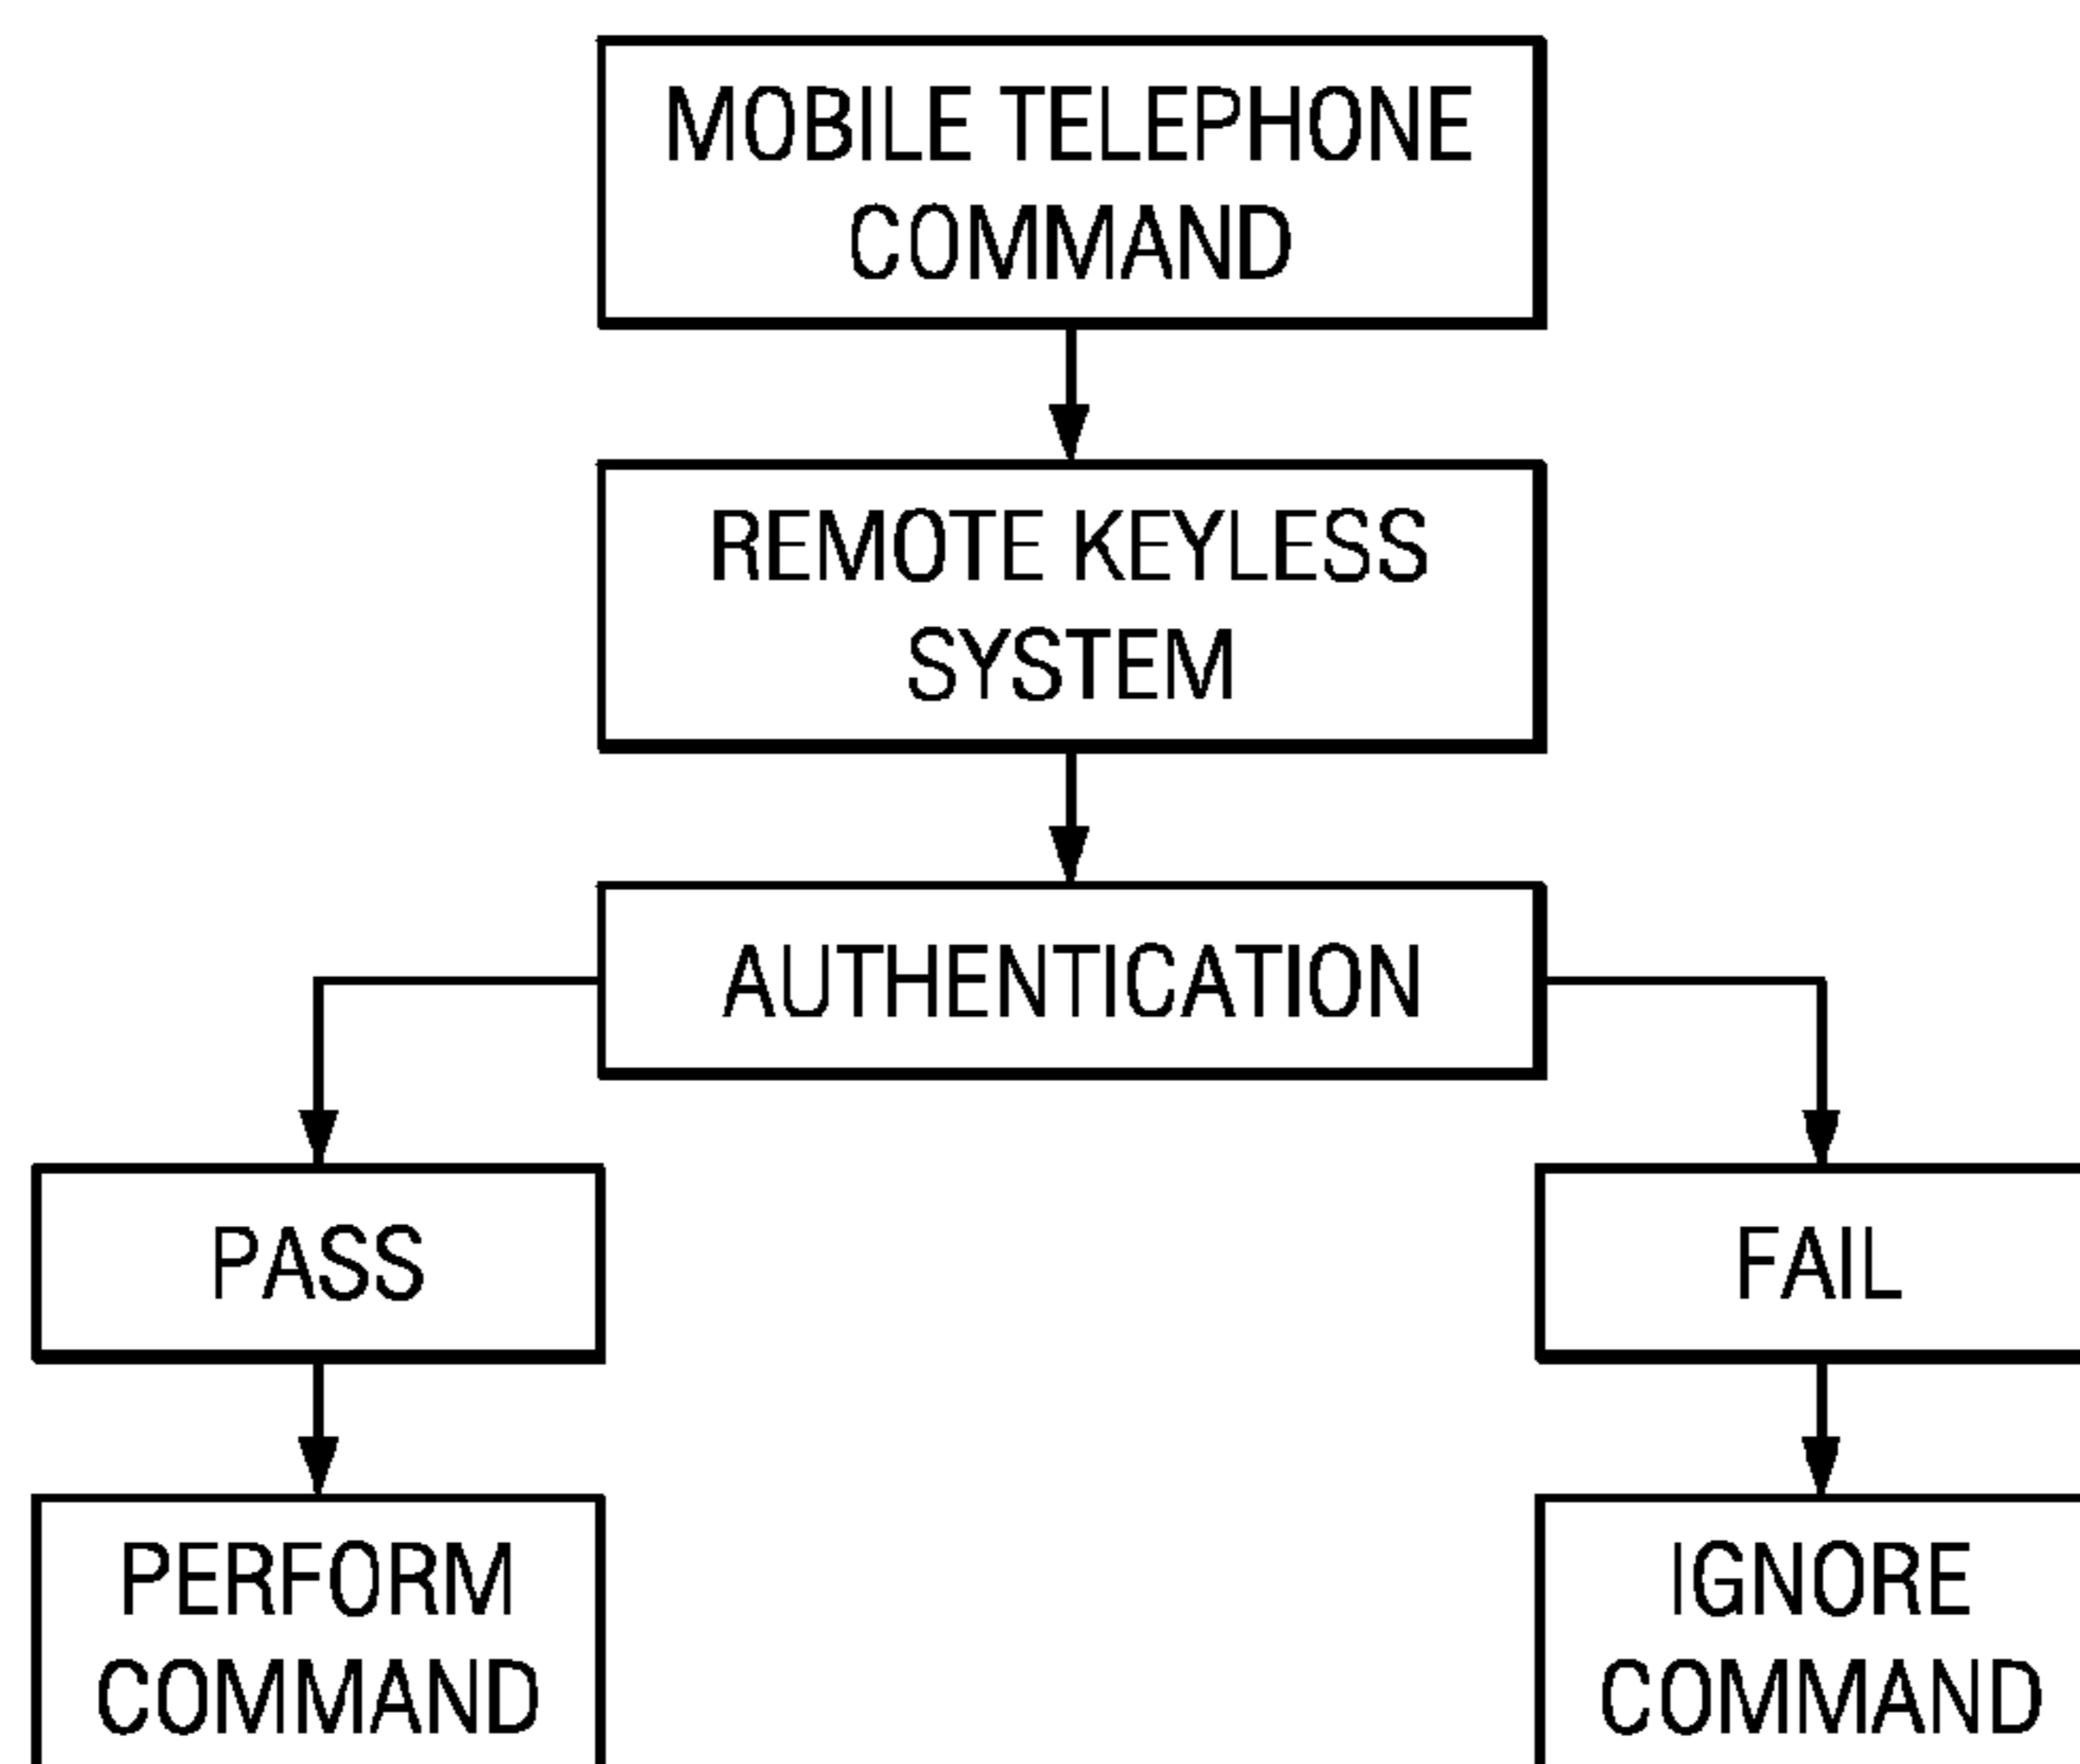 MOBILE TELEPHONE
COMMAND
REMOTE KEYLESS
SYSTEM
AUTHENTICATION
PASS
FAIL
PERFORM
COMMAND
IGNORE
COMMAND